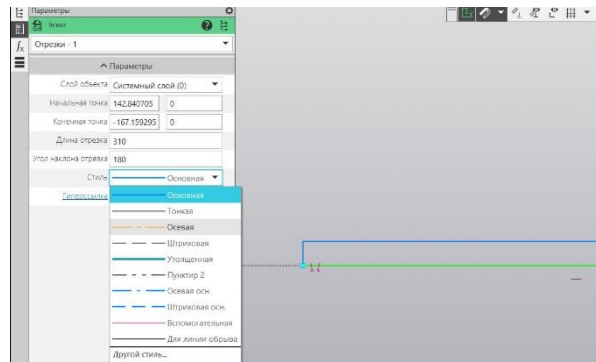 Параметры
Эскиз
Отрезки - 1
Параметры
Слой объекта Системный слой (0)
Начальная точка 142.840705 0
Конечная точка -167.159295 0
Длина отрезка 310
Угол наклона отрезка 180
Стиль Основная
Гиперссылка Основная
Тонкая
Осевая
Штриховая
Утолщенная
Пунктир 2
Осевая осн.
Штриховая осн.
Вспомогательная
Для линии обрыва
Другой стиль...